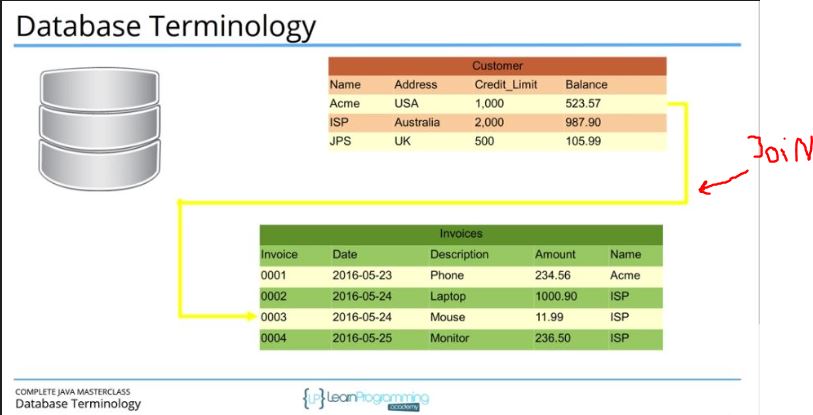 Database Terminology
Customer
Name Address Credit_Limit Balance
Acme USA 1,000 523.57
ISP Australia 2,000 987.90
JPS UK 500 105.99
JOiN
Invoices
Invoice Date Description Amount Name
0001 2016-05-23 Phone 234.56 Acme
0002 2016-05-24 Laptop 1000.90 ISP
0003 2016-05-24 Mouse 11.99 ISP
0004 2016-05-25 Monitor 236.50 ISP
COMPLETE JAVA MASTERCLASS
Database Terminology
{LP} LearnProgramming
academy